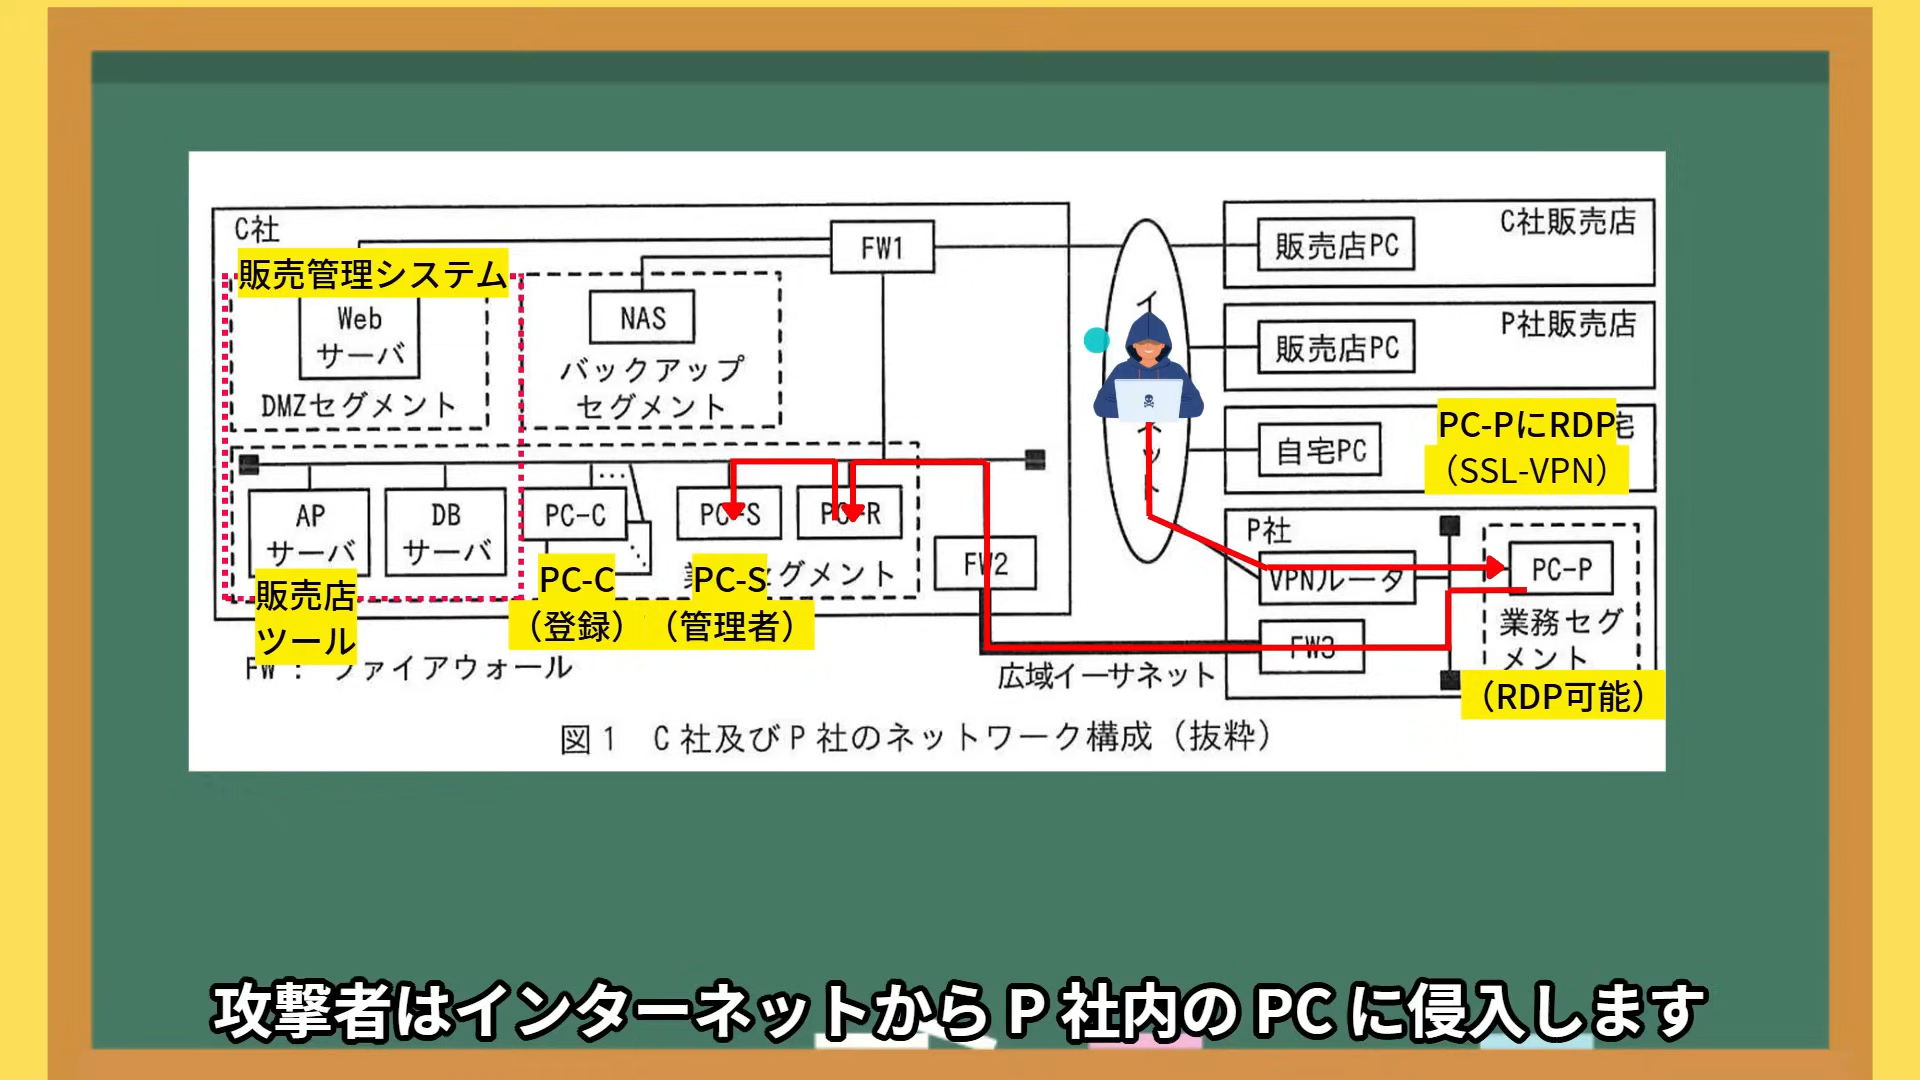 C社
販売管理システム
Web
サーバ
DMZセグメント
NAS
バックアップ
セグメント
FW1
AP
サーバ
DB
サーバ
PC-C
PC-S
PC-R
FW2
販売店
ツール
PC-C
（登録）
PC-S
（管理者）
グメント
FW： ファイアウォール
販売店PC
C社販売店
販売店PC
P社販売店
自宅PC
宅
PC-PにRDP
（SSL-VPN）
P社
VPNルータ
PC-P
FW3
業務セグ
メント
（RDP可能）
広域イーサネット
図1 C社及びP社のネットワーク構成（抜粋）
攻撃者はインターネットからP社内のPCに侵入します